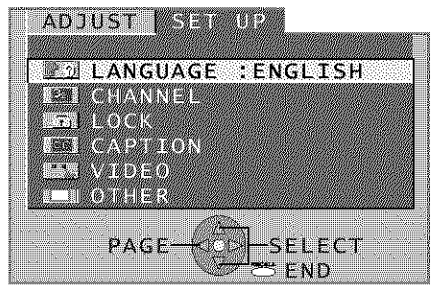 ADJUST SET UP
LANGUAGE :ENGLISH
CHANNEL
LOCK
CAPTION
VIDEO
OTHER
PAGE SELECT
END